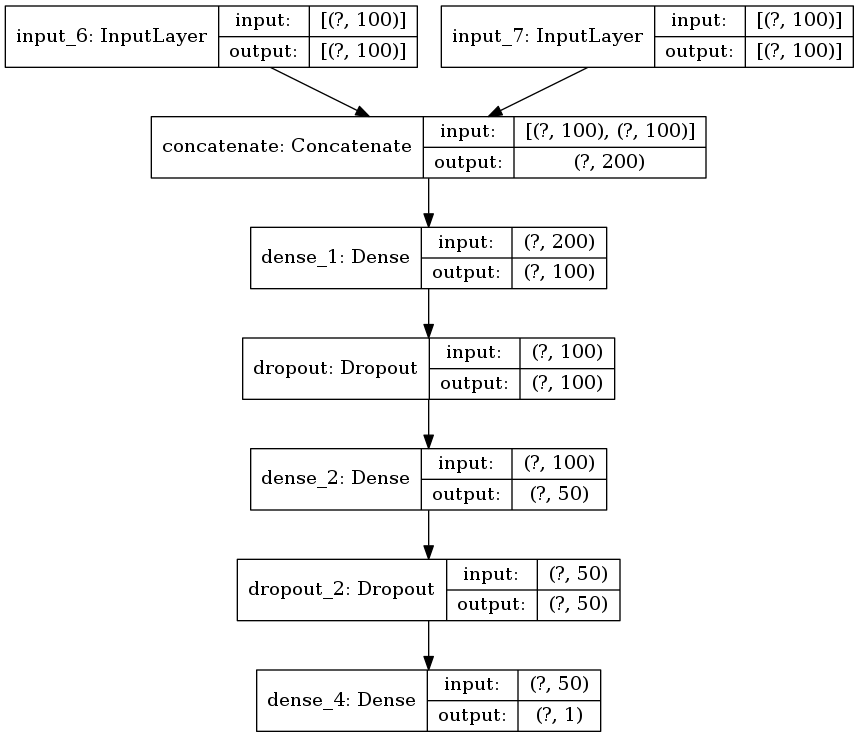 input_6: InputLayer input: [(?, 100)]
output: [(?, 100)]
input_7: InputLayer input: [(?, 100)]
output: [(?, 100)]
concatenate: Concatenate input: [(?, 100), (?, 100)]
output: (?, 200)
dense_1: Dense input: (?, 200)
output: (?, 100)
dropout: Dropout input: (?, 100)
output: (?, 100)
dense_2: Dense input: (?, 100)
output: (?, 50)
dropout_2: Dropout input: (?, 50)
output: (?, 50)
dense_4: Dense input: (?, 50)
output: (?, 1)